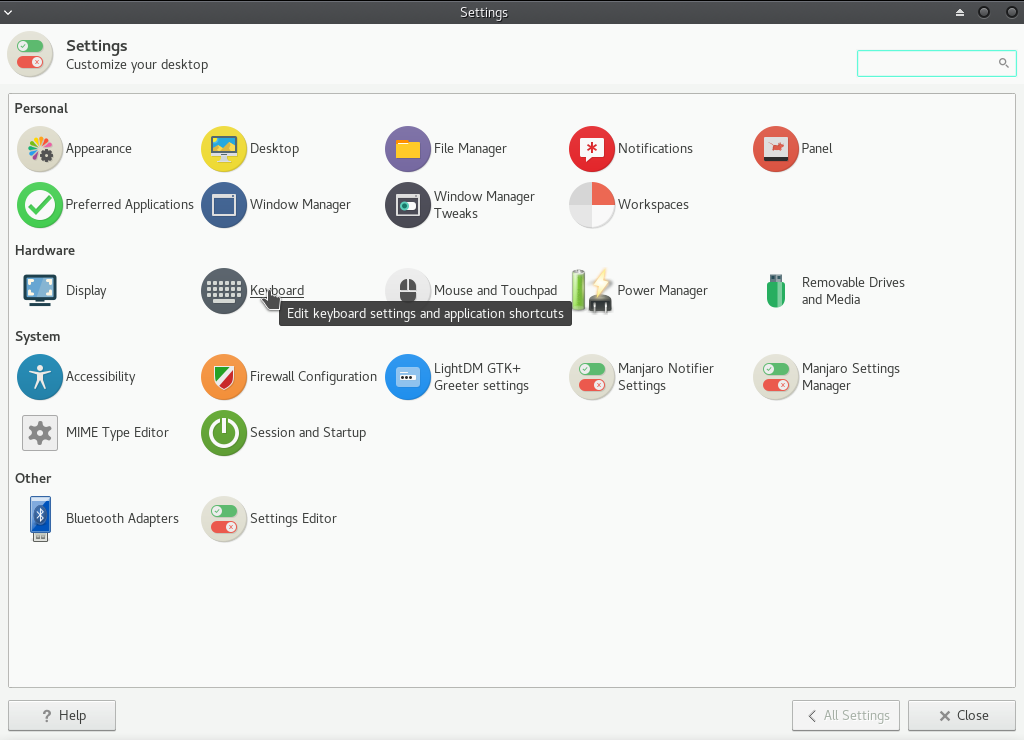 Settings
Settings
Customize your desktop
Personal
Appearance
Desktop
File Manager
Notifications
Panel
Preferred Applications
Window Manager
Window Manager
Tweaks
Workspaces
Hardware
Display
Keyboard
Mouse and Touchpad
Power Manager
Removable Drives
and Media
Edit keyboard settings and application shortcuts
System
Accessibility
Firewall Configuration
LightDM GTK+
Greeter settings
Manjaro Notifier
Settings
Manjaro Settings
Manager
MIME Type Editor
Session and Startup
Other
Bluetooth Adapters
Settings Editor
? Help
All Settings
Close